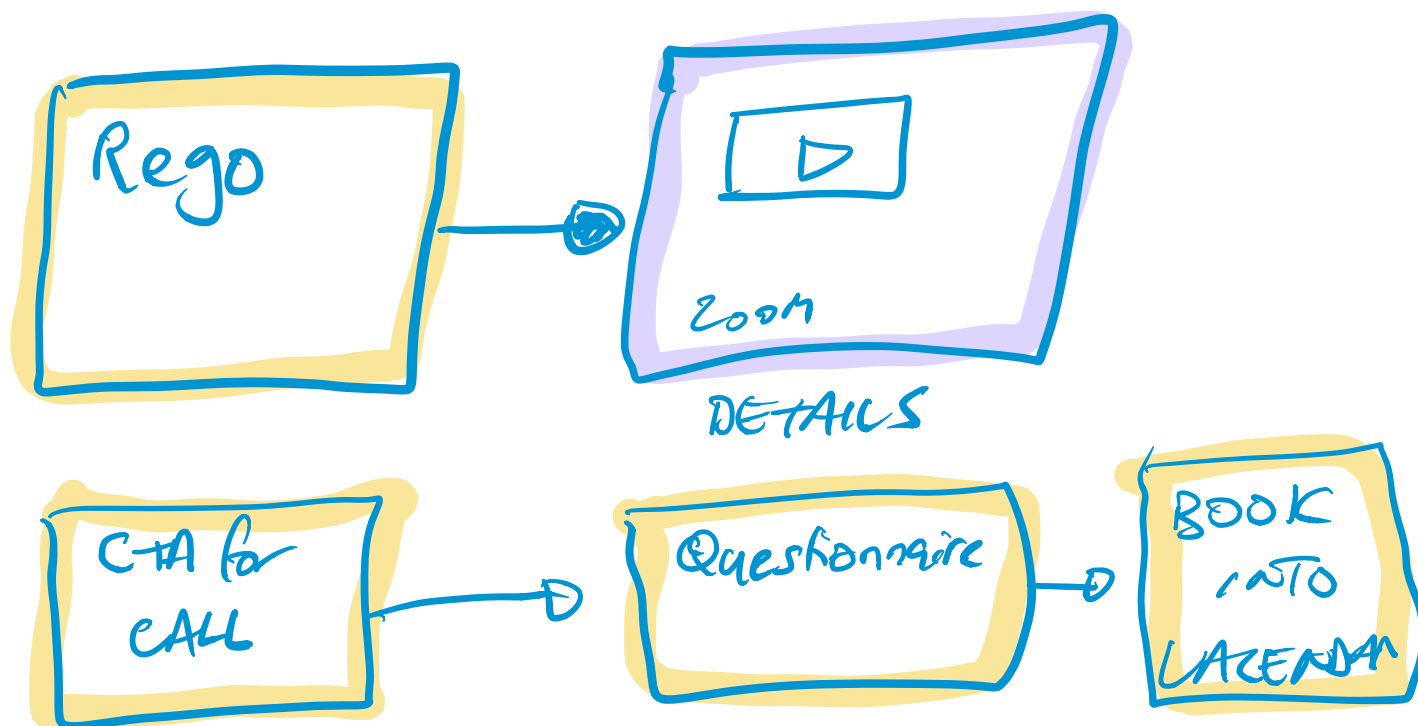 Rego
ZOOM
DETAILS
CTA for
CALL
Questionnaire
BOOK
INTO
CALENDAR